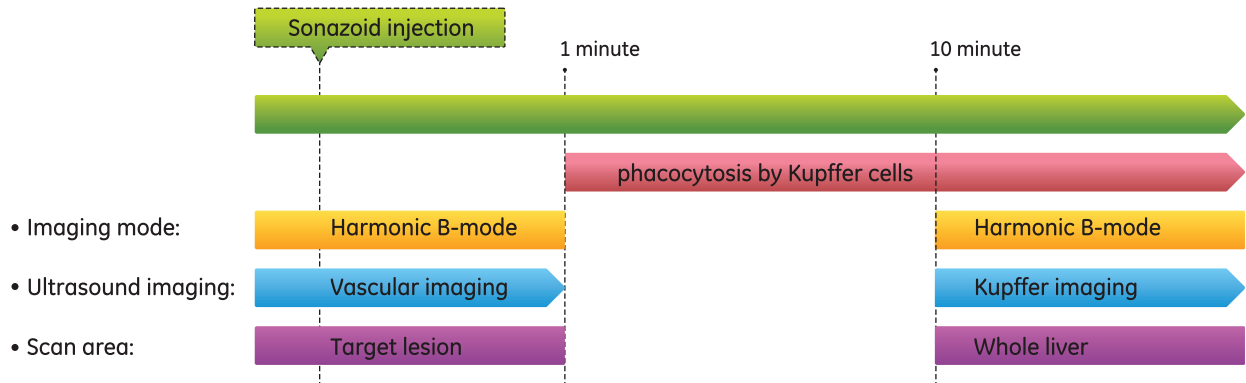 Sonazoid injection
1 minute
10 minute
phacocytosis by Kupffer cells
• Imaging mode:
Harmonic B-mode
Harmonic B-mode
• Ultrasound imaging:
Vascular imaging
Kupffer imaging
• Scan area:
Target lesion
Whole liver